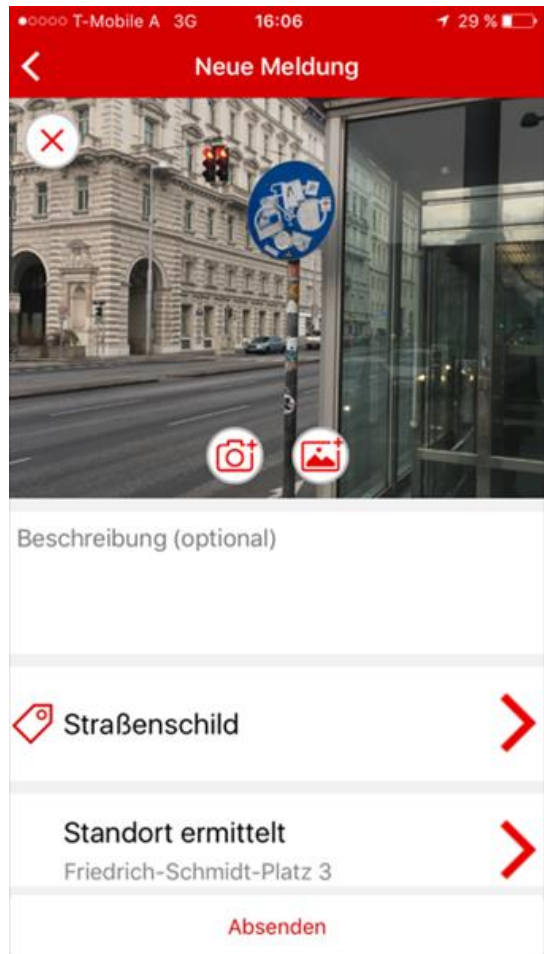 T-Mobile A 3G 16:06 29 %
Neue Meldung
Beschreibung (optional)
Straßenschild
Standort ermittelt
Friedrich-Schmidt-Platz 3
Absenden